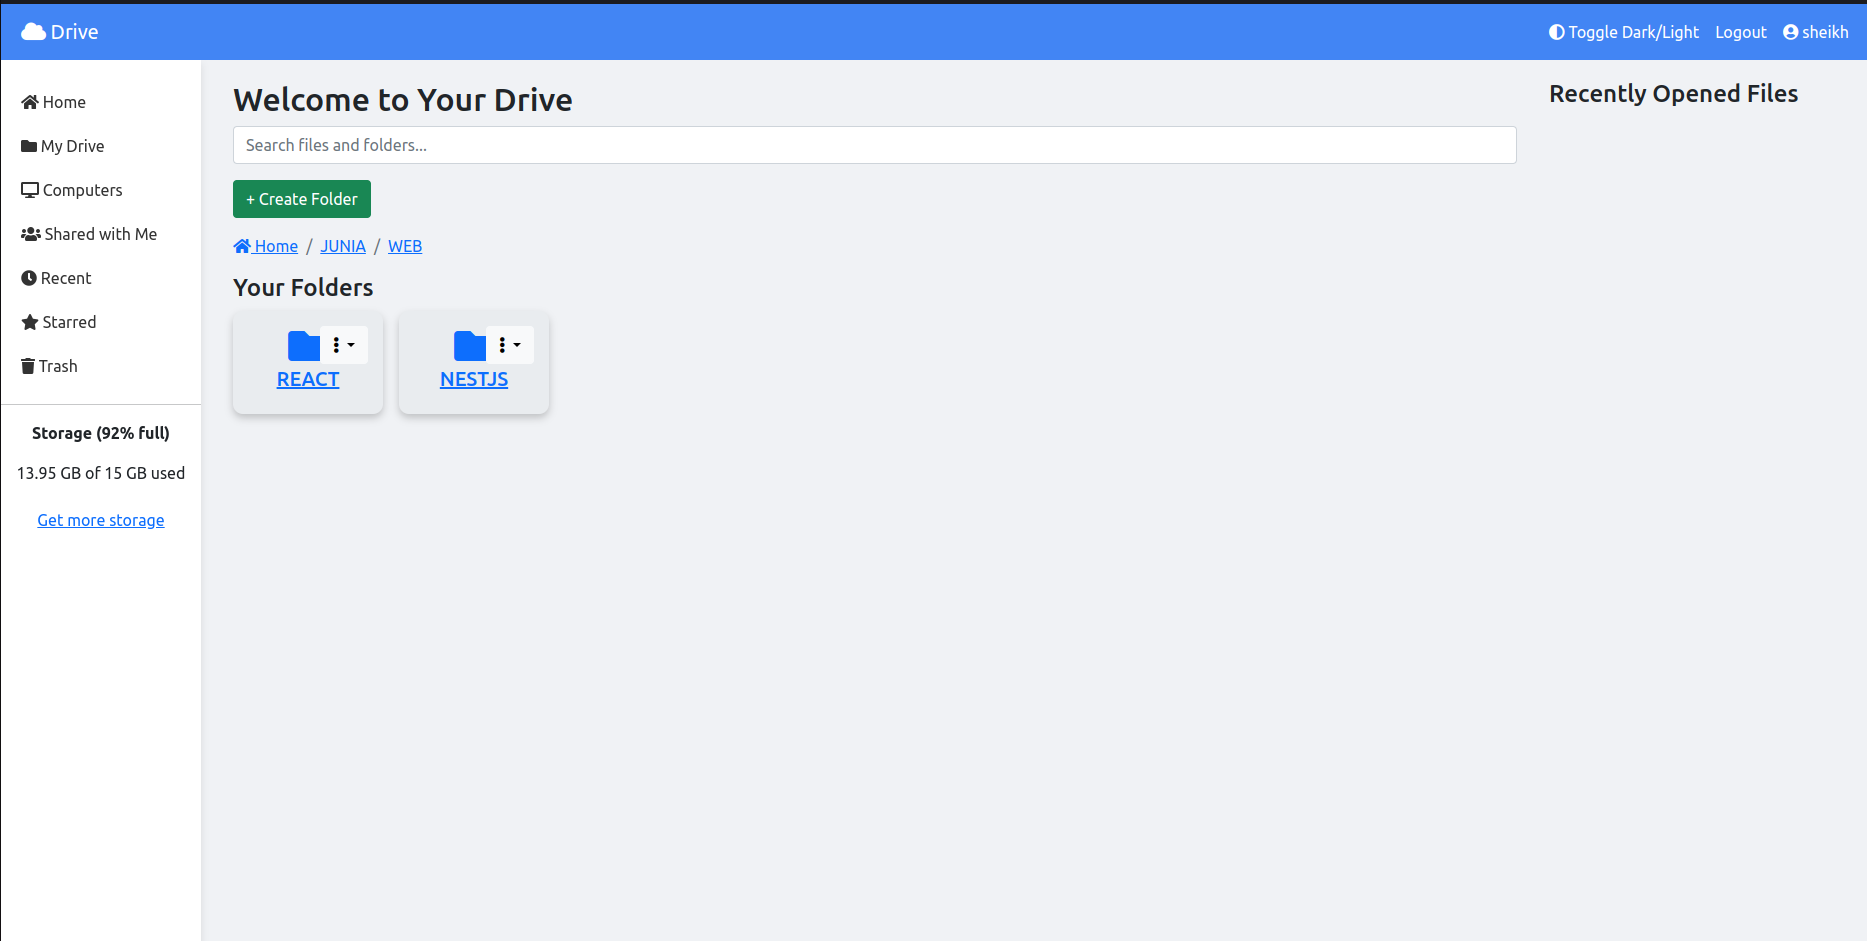 Drive
Toggle Dark/Light Logout sheikh
Home
My Drive
Computers
Shared with Me
Recent
Starred
Trash
Storage (92% full)
13.95 GB of 15 GB used
Get more storage
Welcome to Your Drive
Search files and folders...
+ Create Folder
Home / JUNIA / WEB
Your Folders
REACT
NESTJS
Recently Opened Files